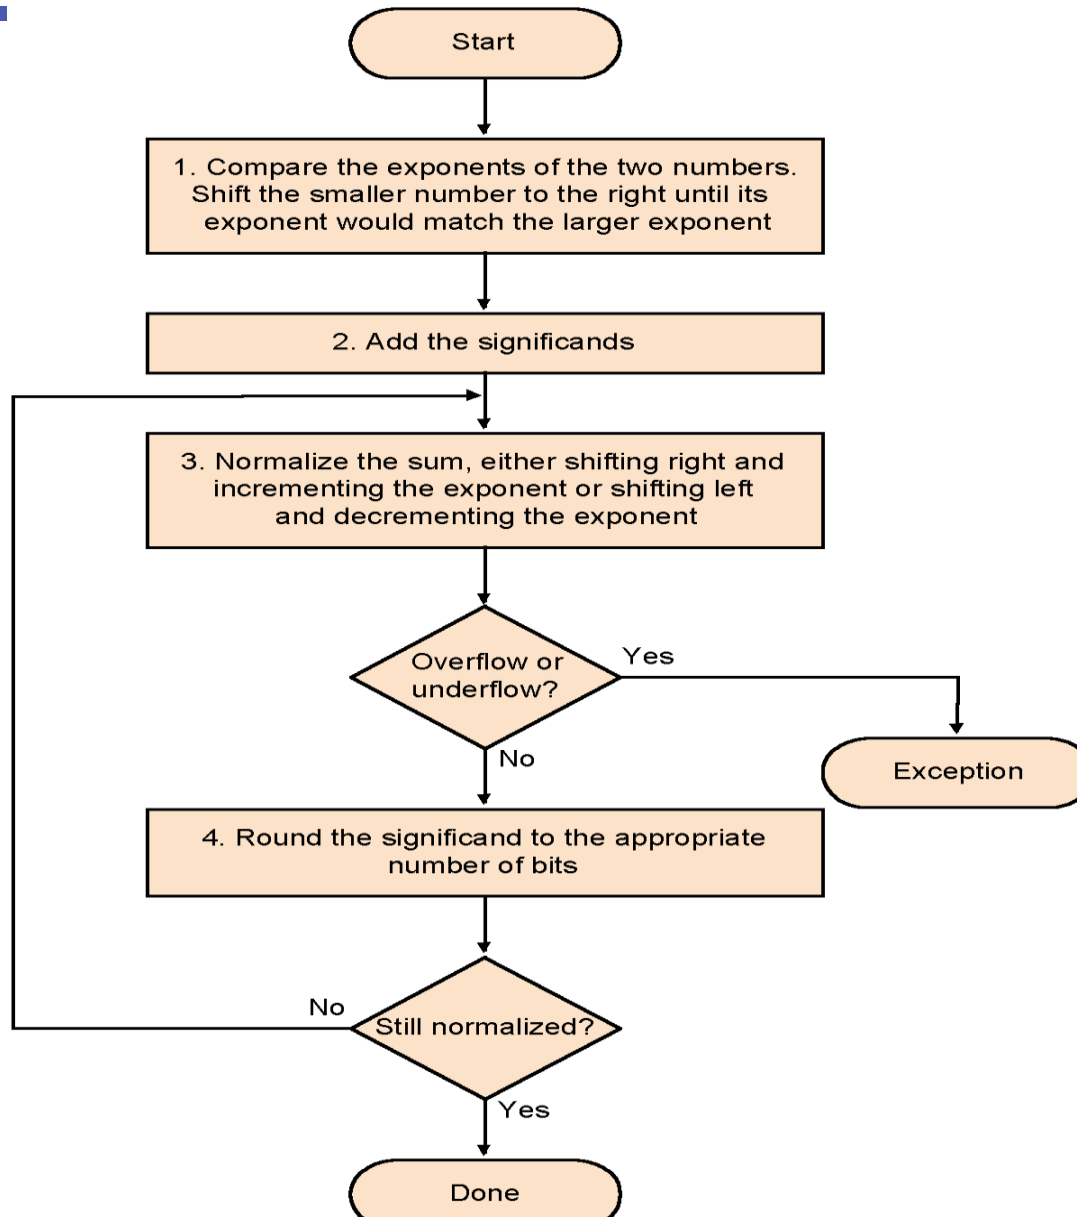 Start
1. Compare the exponents of the two numbers.
Shift the smaller number to the right until its
exponent would match the larger exponent
2. Add the significands
3. Normalize the sum, either shifting right and
incrementing the exponent or shifting left
and decrementing the exponent
Overflow or
underflow?
Yes
No
Exception
4. Round the significand to the appropriate
number of bits
No
Still normalized?
Yes
Done